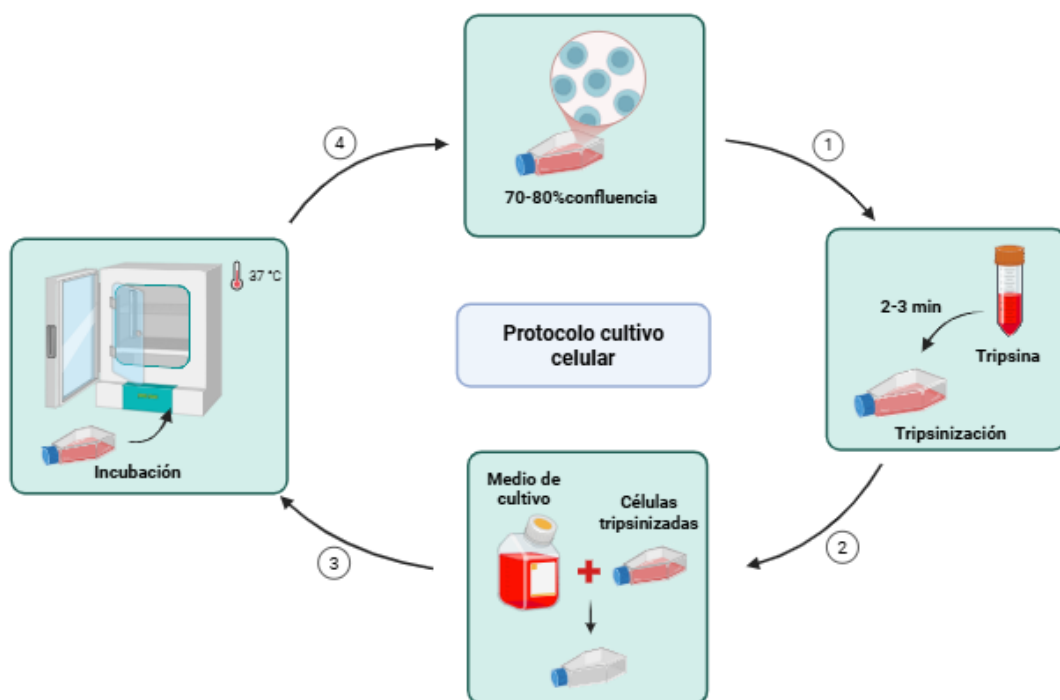 70-80%confluencia
1
2-3 min
Tripsina
Tripsinización
2
Medio de
cultivo
Células
tripsinizadas
3
37 °C
Incubación
4
Protocolo cultivo
celular